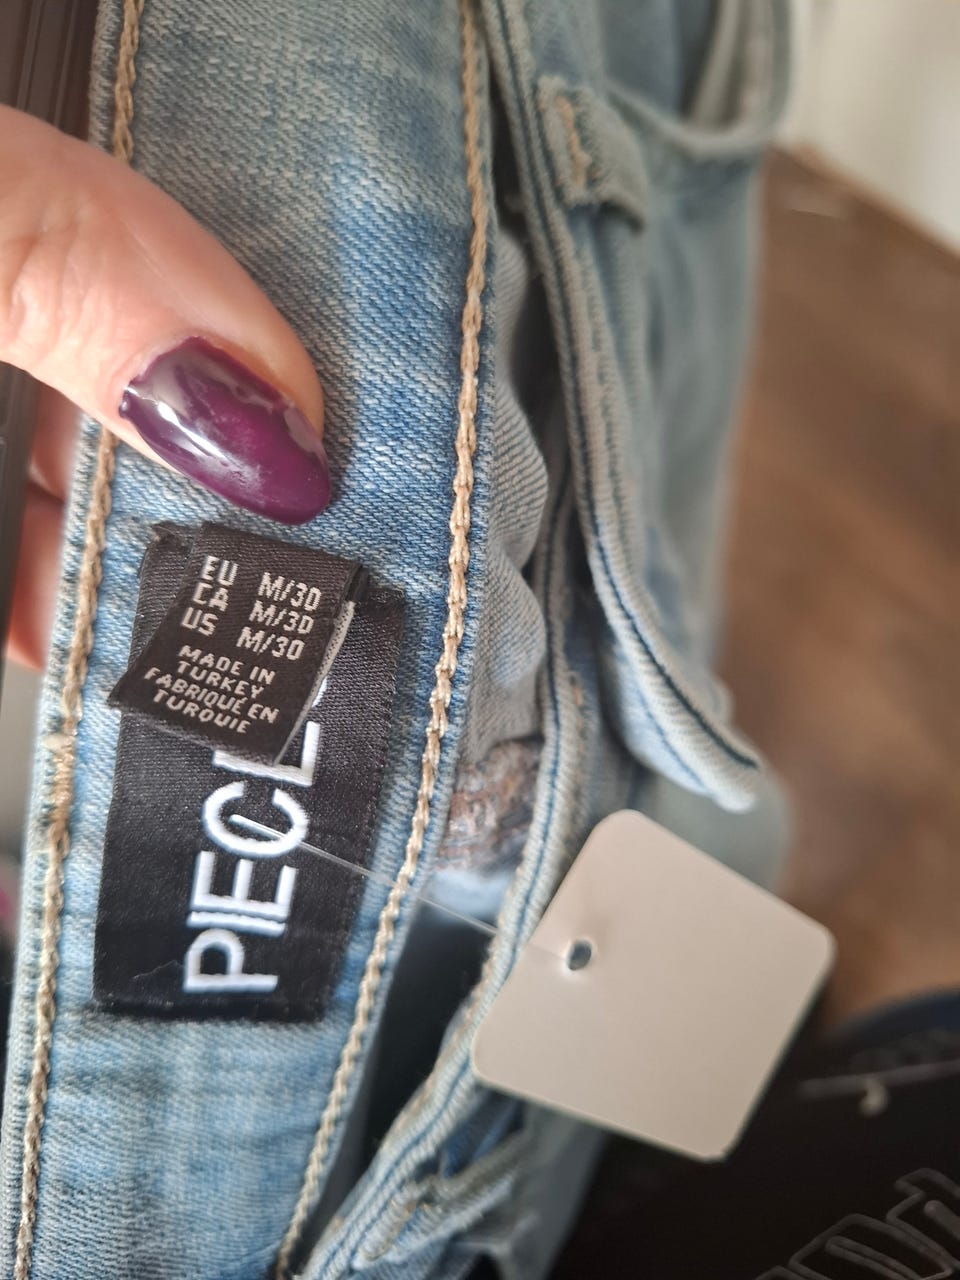 EU M/30
CA M/30
US M/30
MADE IN
TURKEY
FABRIQUÉ EN
TURQUIE
PIECE